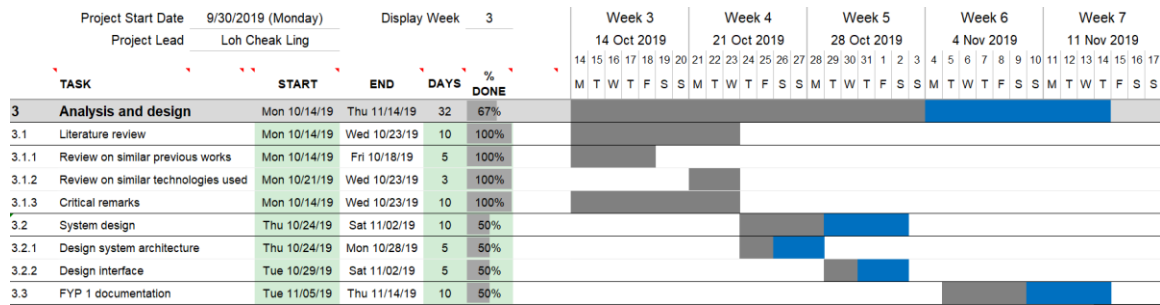 Project Start Date 9/30/2019 (Monday) Display Week 3 Week 3 Week 4 Week 5 Week 6 Week 7
Project Lead Loh Cheak Ling 14 Oct 2019 21 Oct 2019 28 Oct 2019 4 Nov 2019 11 Nov 2019
14 15 16 17 18 19 20 21 22 23 24 25 26 27 28 29 30 31 1 2 3 4 5 6 7 8 9 10 11 12 13 14 15 16 17
TASK START END DAYS % DONE M T W T F S S M T W T F S S M T W T F S S M T W T F S S M T W T F S S
3 Analysis and design Mon 10/14/19 Thu 11/14/19 32 67%
3.1 Literature review Mon 10/14/19 Wed 10/23/19 10 100%
3.1.1 Review on similar previous works Mon 10/14/19 Fri 10/18/19 5 100%
3.1.2 Review on similar technologies used Mon 10/21/19 Wed 10/23/19 3 100%
3.1.3 Critical remarks Mon 10/14/19 Wed 10/23/19 10 100%
3.2 System design Thu 10/24/19 Sat 11/02/19 10 50%
3.2.1 Design system architecture Thu 10/24/19 Mon 10/28/19 5 50%
3.2.2 Design interface Tue 10/29/19 Sat 11/02/19 5 50%
3.3 FYP 1 documentation Tue 11/05/19 Thu 11/14/19 10 50%